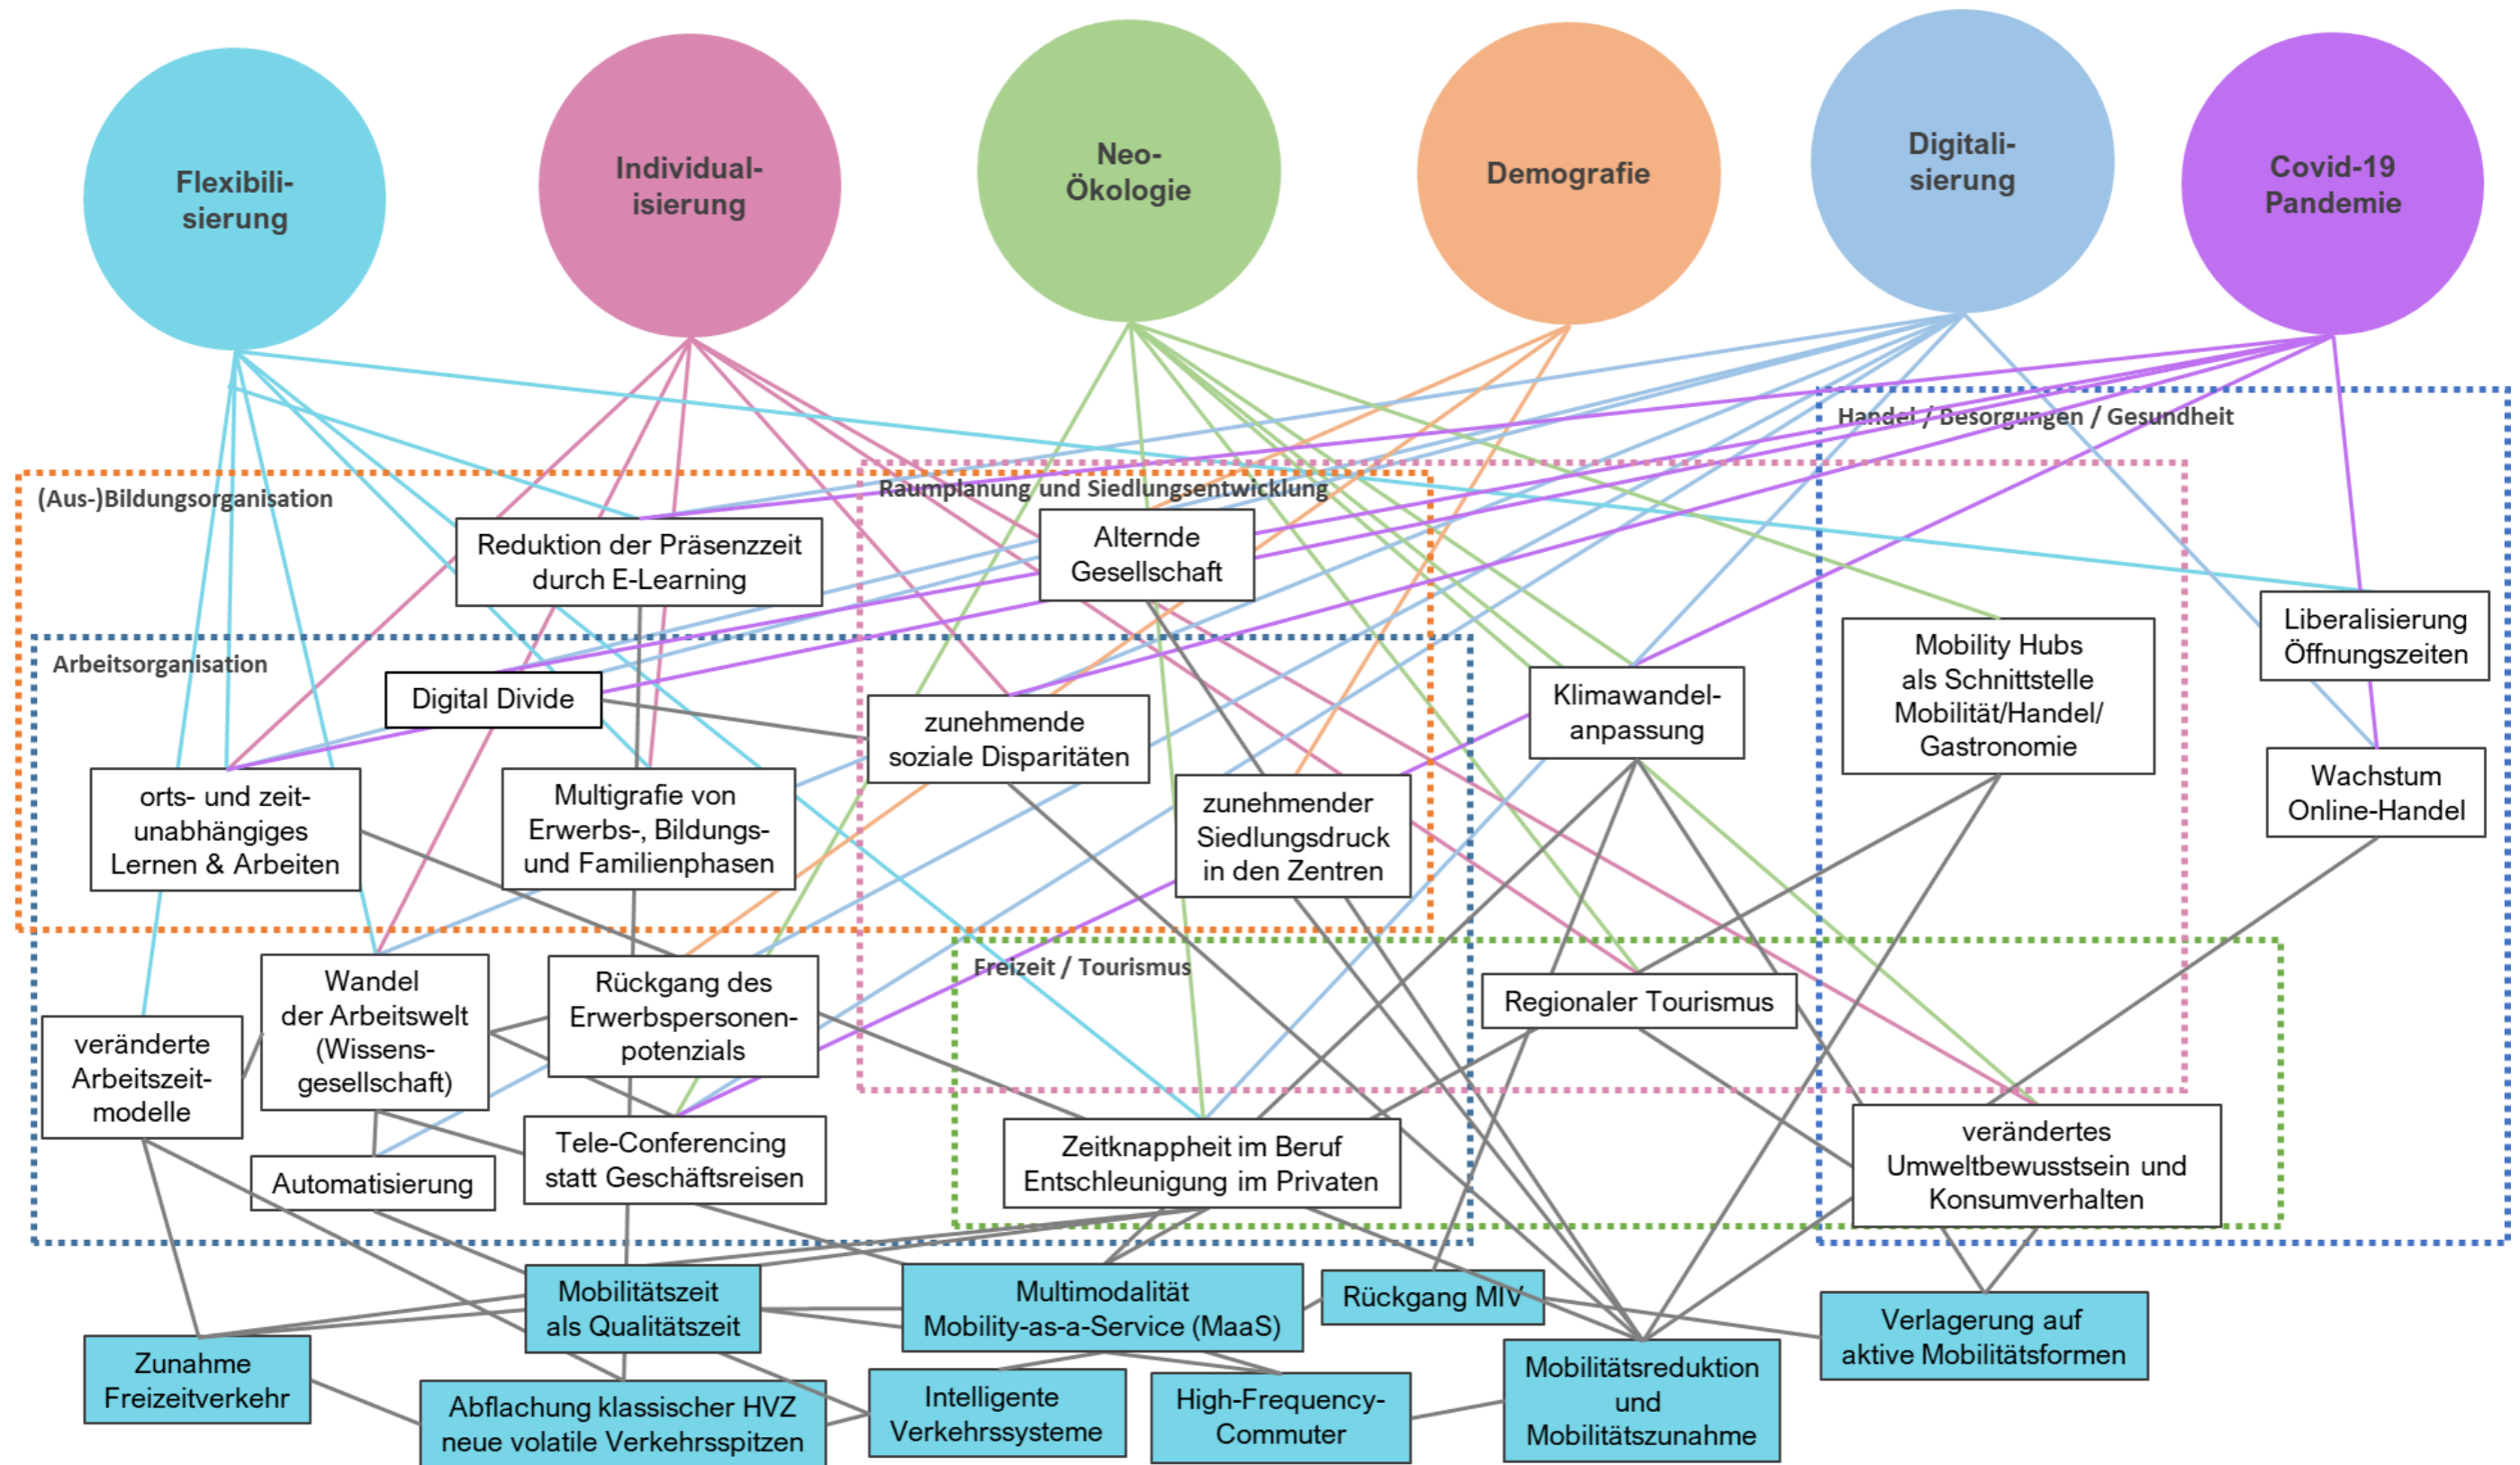 Flexibili-
sierung
Individual-
isierung
Neo-
Ökologie
Demografie
Digitali-
sierung
Covid-19
Pandemie
Handel / Besorgungen / Gesundheit
(Aus-)Bildungsorganisation
Raumplanung und Siedlungsentwicklung
Reduktion der Präsenzzeit
durch E-Learning
Alternde
Gesellschaft
Liberalisierung
Öffnungszeiten
Mobility Hubs
als Schnittstelle
Mobilität/Handel/
Gastronomie
Arbeitsorganisation
Digital Divide
zunehmende
soziale Disparitäten
Klimawandel-
anpassung
Wachstum
Online-Handel
orts- und zeit-
unabhängiges
Lernen & Arbeiten
Multigrafie von
Erwerbs-, Bildungs-
und Familienphasen
zunehmender
Siedlungsdruck
in den Zentren
Freizeit / Tourismus
Wandel
der Arbeitswelt
(Wissens-
gesellschaft)
Rückgang des
Erwerbspersonen-
potenzials
Regionaler Tourismus
veränderte
Arbeitszeit-
modelle
Tele-Conferencing
statt Geschäftsreisen
Zeitknappheit im Beruf
Entschleunigung im Privaten
verändertes
Umweltbewusstsein und
Konsumverhalten
Automatisierung
Mobilitätszeit
als Qualitätszeit
Multimodalität
Mobility-as-a-Service (MaaS)
Rückgang MIV
Verlagerung auf
aktive Mobilitätsformen
Zunahme
Freizeitverkehr
Abflachung klassischer HVZ
neue volatile Verkehrsspitzen
Intelligente
Verkehrssysteme
High-Frequency-
Commuter
Mobilitätsreduktion
und
Mobilitätszunahme